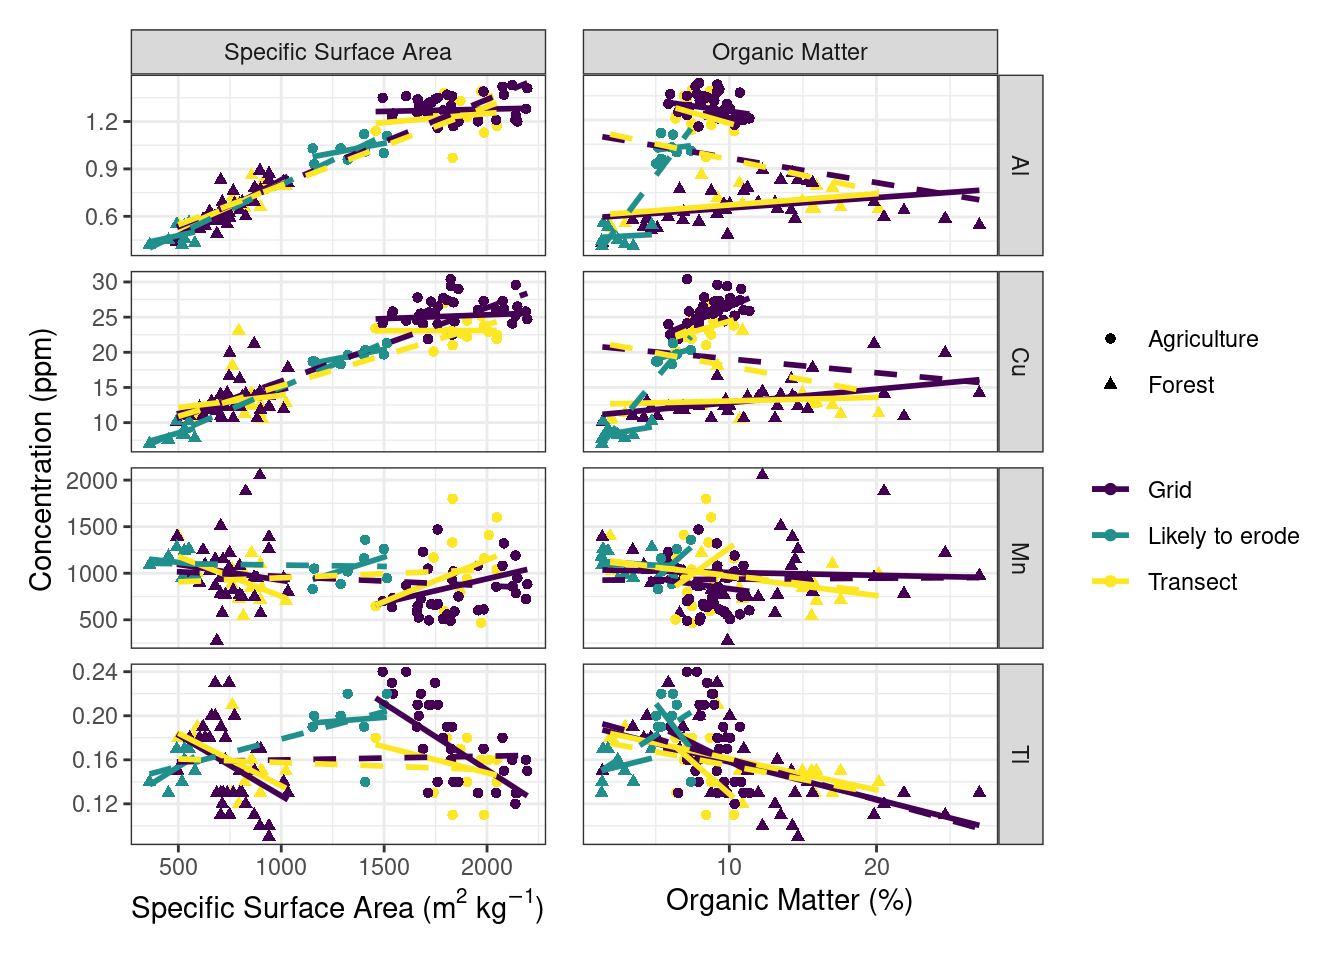 Specific Surface Area
Organic Matter
1.2
0.9
0.6
Al
30
25
20
15
10
Cu
2000
1500
1000
500
Mn
0.24
0.20
0.16
0.12
Tl
500 1000 1500 2000
10 20
Specific Surface Area (m² kg⁻¹)
Organic Matter (%)
Concentration (ppm)
Agriculture
Forest
Grid
Likely to erode
Transect